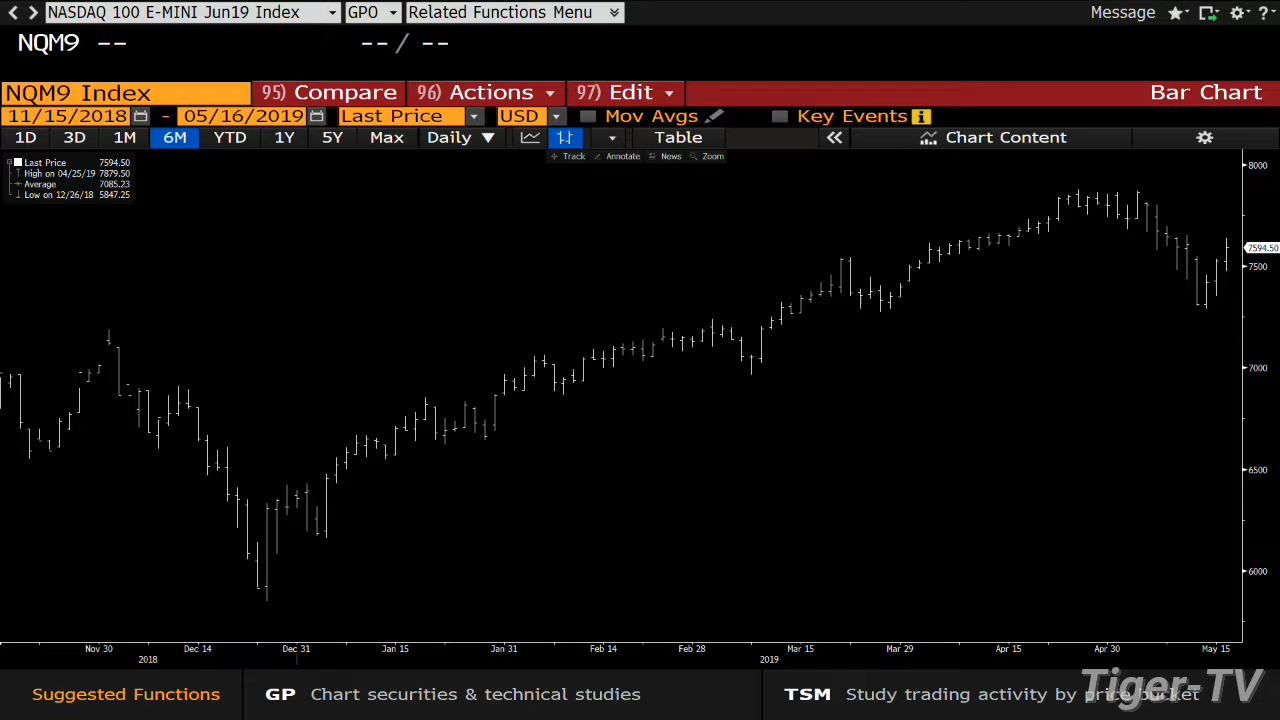 NASDAQ 100 E-MINI Jun19 Index GPO Related Functions Menu Message ?
NQM9 -- -- / --
NQM9 Index 95) Compare 96) Actions 97) Edit Bar Chart
11/15/2018 - 05/16/2019 Last Price USD Mov Avgs Key Events i
1D 3D 1M 6M YTD 1Y 5Y Max Daily ▼ Table « Chart Content
Track Annotate News Zoom
Last Price 7594.50
High on 04/25/19 7879.50
Average 7085.23
Low on 12/26/18 5847.25
8000
7594.50
7500
7000
6500
6000
Nov 30 Dec 14 Dec 31 Jan 15 Jan 31 Feb 14 Feb 28 Mar 15 Mar 29 Apr 15 Apr 30 May 15
2018 2019
Suggested Functions GP Chart securities & technical studies TSM Study trading activity by price bucket
Tiger-TV